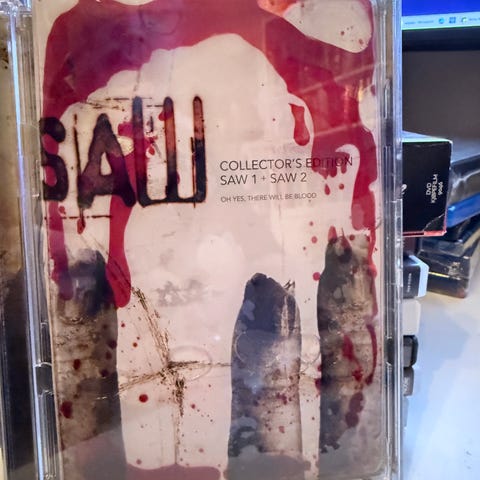 SAW
COLLECTOR'S EDITION
SAW 1 + SAW 2
OH YES, THERE WILL BE BLOOD